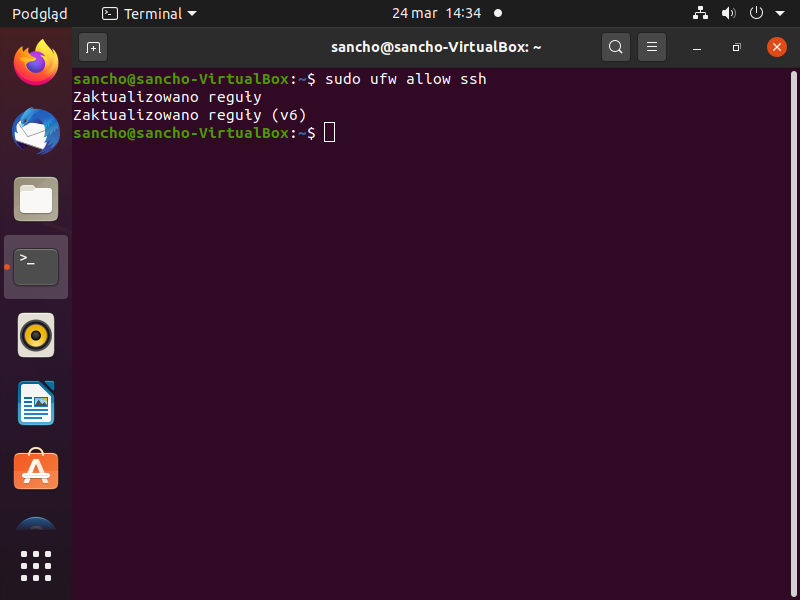 Podgląd Terminal 24 mar 14:34
sancho@sancho-VirtualBox: ~
sancho@sancho-VirtualBox:~$ sudo ufw allow ssh
Zaktualizowano reguły
Zaktualizowano reguły (v6)
sancho@sancho-VirtualBox:~$